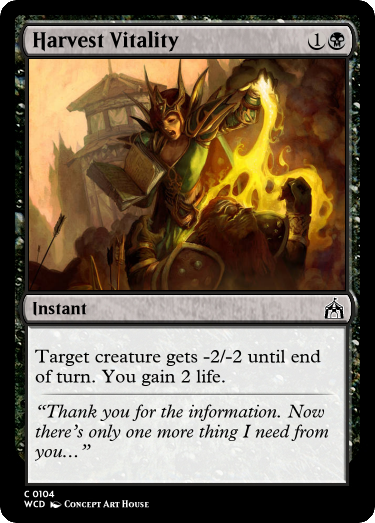 Harvest Vitality 1
Instant
Target creature gets -2/-2 until end
of turn. You gain 2 life.
“Thank you for the information. Now
there’s only one more thing I need from
you…”
C 0104
WCD Concept Art House